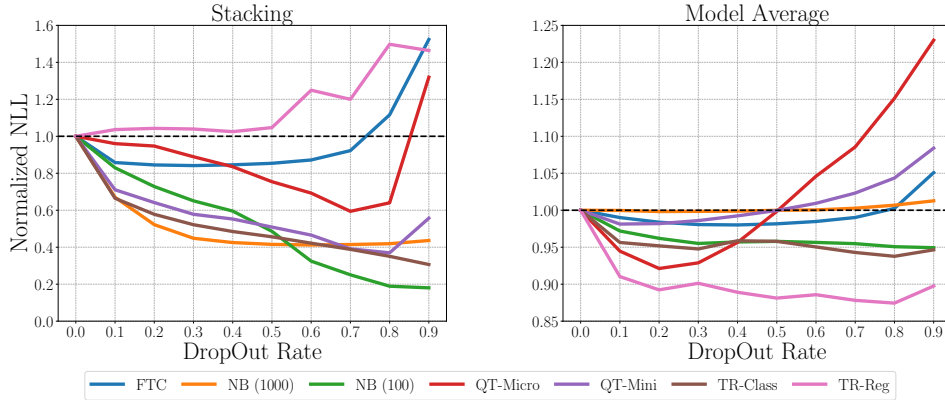 Stacking
Normalized NLL
1.6
1.4
1.2
1.0
0.8
0.6
0.4
0.2
0.0
0.0 0.1 0.2 0.3 0.4 0.5 0.6 0.7 0.8 0.9
DropOut Rate
Model Average
1.25
1.20
1.15
1.10
1.05
1.00
0.95
0.90
0.85
0.0 0.1 0.2 0.3 0.4 0.5 0.6 0.7 0.8 0.9
DropOut Rate
FTC NB (1000) NB (100) QT-Micro QT-Mini TR-Class TR-Reg